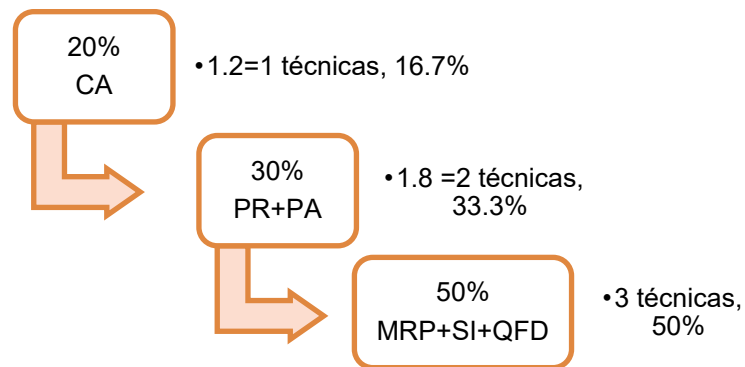 20%
CA
•1.2=1 técnicas, 16.7%
30%
PR+PA
•1.8 =2 técnicas,
33.3%
50%
MRP+SI+QFD
•3 técnicas,
50%